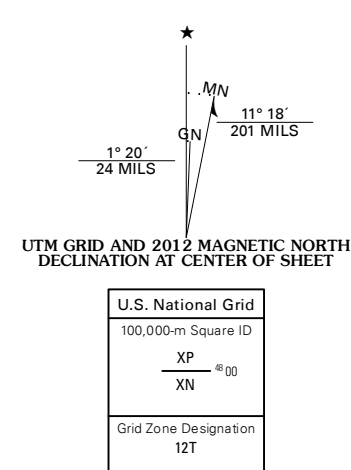 ★
MN
GN
11° 18´
201 MILS
1° 20´
24 MILS
UTM GRID AND 2012 MAGNETIC NORTH
DECLINATION AT CENTER OF SHEET
U.S. National Grid
100,000-m Square ID
XP
48 00
XN
Grid Zone Designation
12T